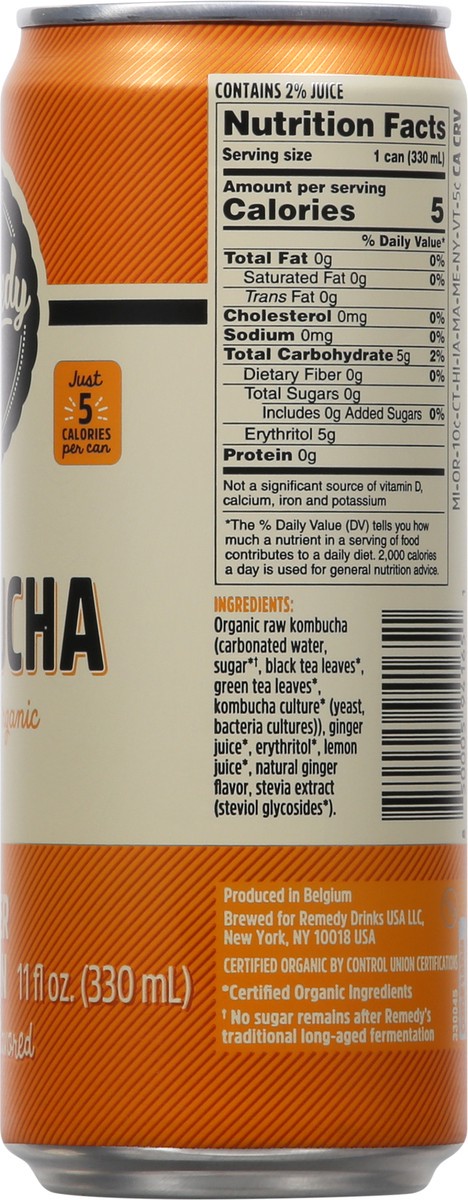 CONTAINS 2% JUICE
Nutrition Facts
Serving size 1 can (330 mL)
Amount per serving
Calories 5
% Daily Value*
Total Fat 0g 0%
Saturated Fat 0g 0%
Trans Fat 0g
Cholesterol 0mg 0%
Sodium 0mg 0%
Total Carbohydrate 5g 2%
Dietary Fiber 0g 0%
Total Sugars 0g
Includes 0g Added Sugars 0%
Erythritol 5g
Protein 0g
Not a significant source of vitamin D,
calcium, iron and potassium
*The % Daily Value (DV) tells you how
much a nutrient in a serving of food
contributes to a daily diet. 2,000 calories
a day is used for general nutrition advice.
MI-OR-10c-CT-HI-IA-MA-ME-NY-VT-5c CA CRV
Just
5
CALORIES
per can
INGREDIENTS:
Organic raw kombucha
(carbonated water,
sugar*†, black tea leaves*,
green tea leaves*,
kombucha culture* (yeast,
bacteria cultures)), ginger
juice*, erythritol*, lemon
juice*, natural ginger
flavor, stevia extract
(steviol glycosides*).
CHA
11 fl oz. (330 mL)
Produced in Belgium
Brewed for Remedy Drinks USA LLC,
New York, NY 10018 USA
CERTIFIED ORGANIC BY CONTROL UNION CERTIFICATIONS
*Certified Organic Ingredients
† No sugar remains after Remedy's
traditional long-aged fermentation
330045